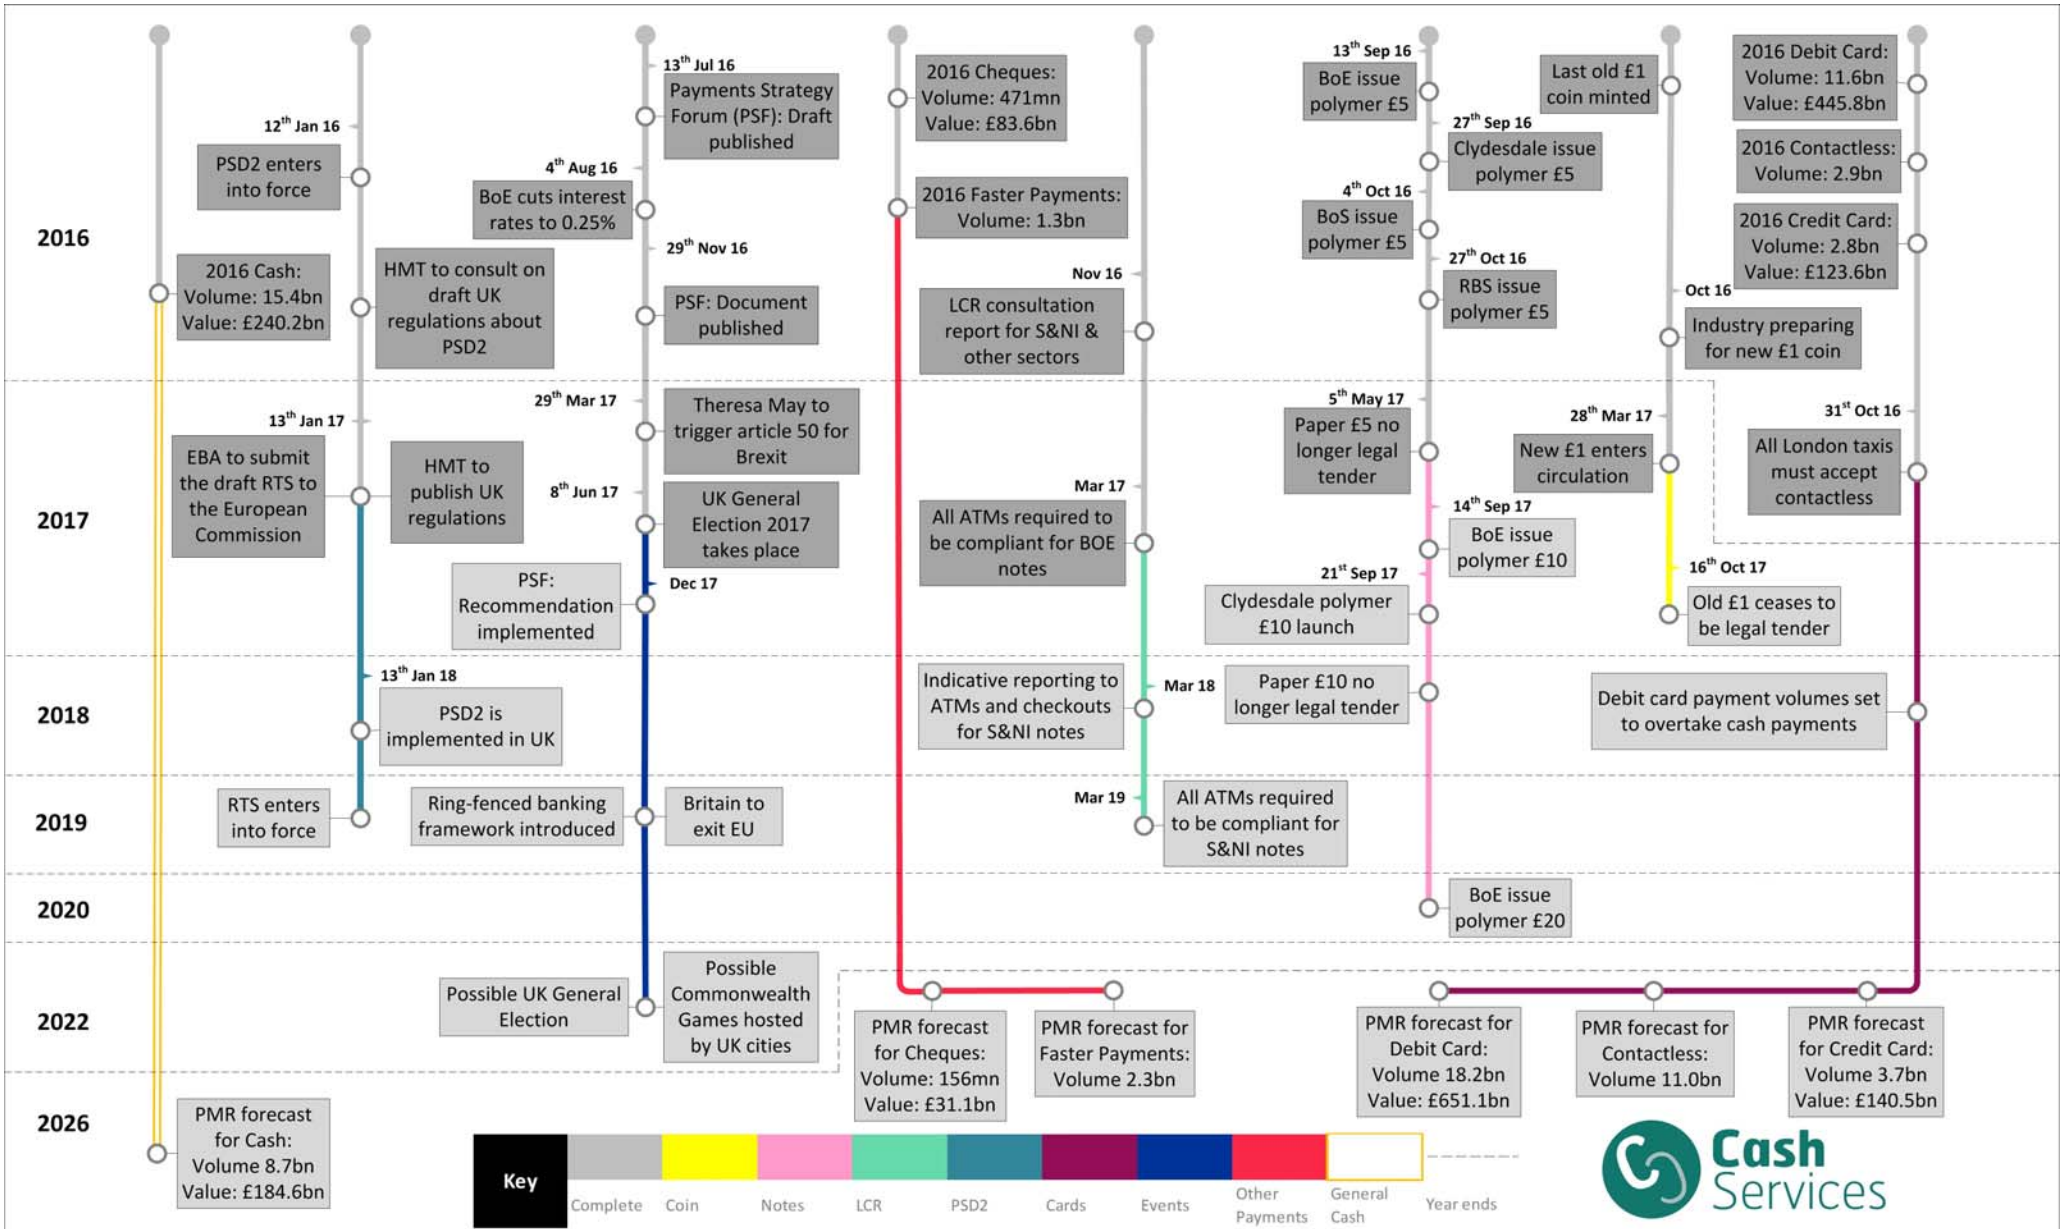 2016
2017
2018
2019
2020
2022
2026
2016 Cash:
Volume: 15.4bn
Value: £240.2bn
PMR forecast
for Cash:
Volume 8.7bn
Value: £184.6bn
12th Jan 16
PSD2 enters
into force
HMT to consult on
draft UK
regulations about
PSD2
13th Jan 17
EBA to submit
the draft RTS to
the European
Commission
HMT to
publish UK
regulations
13th Jan 18
PSD2 is
implemented in UK
RTS enters
into force
13th Jul 16
Payments Strategy
Forum (PSF): Draft
published
4th Aug 16
BoE cuts interest
rates to 0.25%
29th Nov 16
PSF: Document
published
29th Mar 17
Theresa May to
trigger article 50 for
Brexit
8th Jun 17
UK General
Election 2017
takes place
Dec 17
PSF:
Recommendation
implemented
Ring-fenced banking
framework introduced
Britain to
exit EU
Possible UK General
Election
Possible
Commonwealth
Games hosted
by UK cities
2016 Cheques:
Volume: 471mn
Value: £83.6bn
2016 Faster Payments:
Volume: 1.3bn
PMR forecast
for Cheques:
Volume: 156mn
Value: £31.1bn
PMR forecast for
Faster Payments:
Volume 2.3bn
Nov 16
LCR consultation
report for S&NI &
other sectors
Mar 17
All ATMs required to
be compliant for BOE
notes
Mar 18
Indicative reporting to
ATMs and checkouts
for S&NI notes
Mar 19
All ATMs required
to be compliant for
S&NI notes
13th Sep 16
BoE issue
polymer £5
27th Sep 16
Clydesdale issue
polymer £5
4th Oct 16
BoS issue
polymer £5
27th Oct 16
RBS issue
polymer £5
5th May 17
Paper £5 no
longer legal
tender
14th Sep 17
BoE issue
polymer £10
21st Sep 17
Clydesdale polymer
£10 launch
Paper £10 no
longer legal tender
BoE issue
polymer £20
Last old £1
coin minted
Oct 16
Industry preparing
for new £1 coin
28th Mar 17
New £1 enters
circulation
16th Oct 17
Old £1 ceases to
be legal tender
2016 Debit Card:
Volume: 11.6bn
Value: £445.8bn
2016 Contactless:
Volume: 2.9bn
2016 Credit Card:
Volume: 2.8bn
Value: £123.6bn
31st Oct 16
All London taxis
must accept
contactless
Debit card payment volumes set
to overtake cash payments
PMR forecast for
Debit Card:
Volume 18.2bn
Value: £651.1bn
PMR forecast for
Contactless:
Volume 11.0bn
PMR forecast
for Credit Card:
Volume 3.7bn
Value: £140.5bn
Key
Complete
Coin
Notes
LCR
PSD2
Cards
Events
Other
Payments
General
Cash
Year ends
Cash
Services